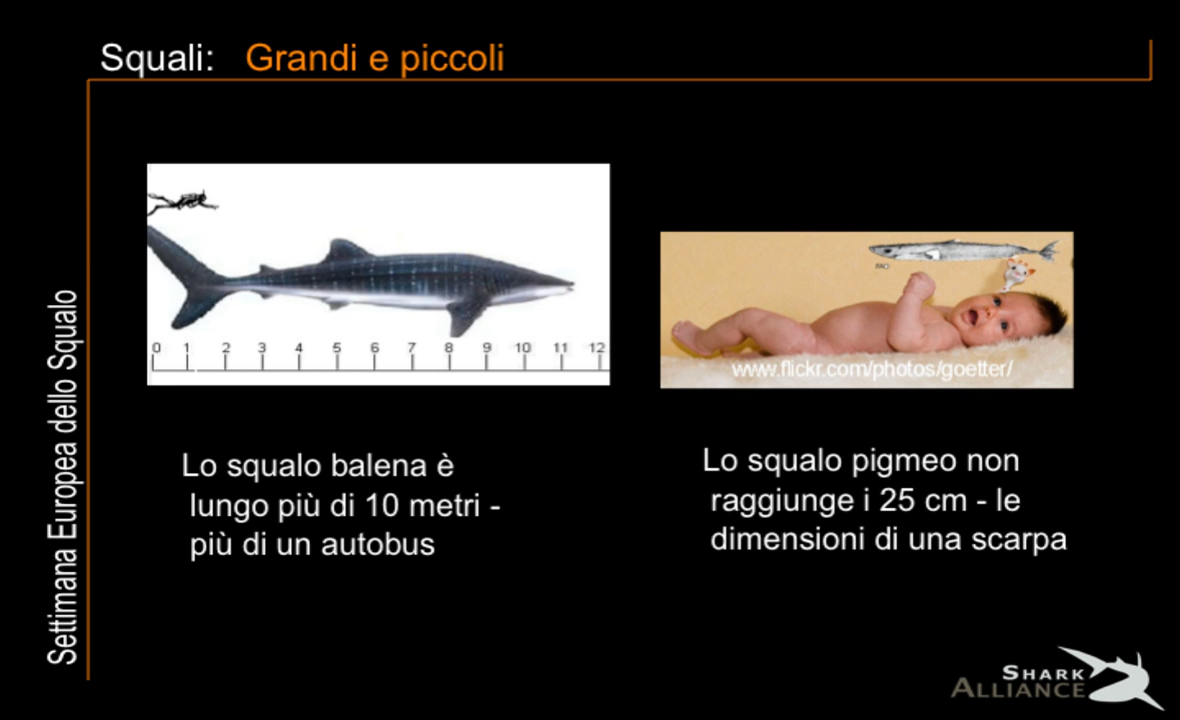 Squali: Grandi e piccoli
0 1 2 3 4 5 6 7 8 9 10 11 12
FAO
www.flickr.com/photos/goetter/
Lo squalo balena è
lungo più di 10 metri -
più di un autobus
Lo squalo pigmeo non
raggiunge i 25 cm - le
dimensioni di una scarpa
Settimana Europea dello Squalo
SHARK
ALLIANCE